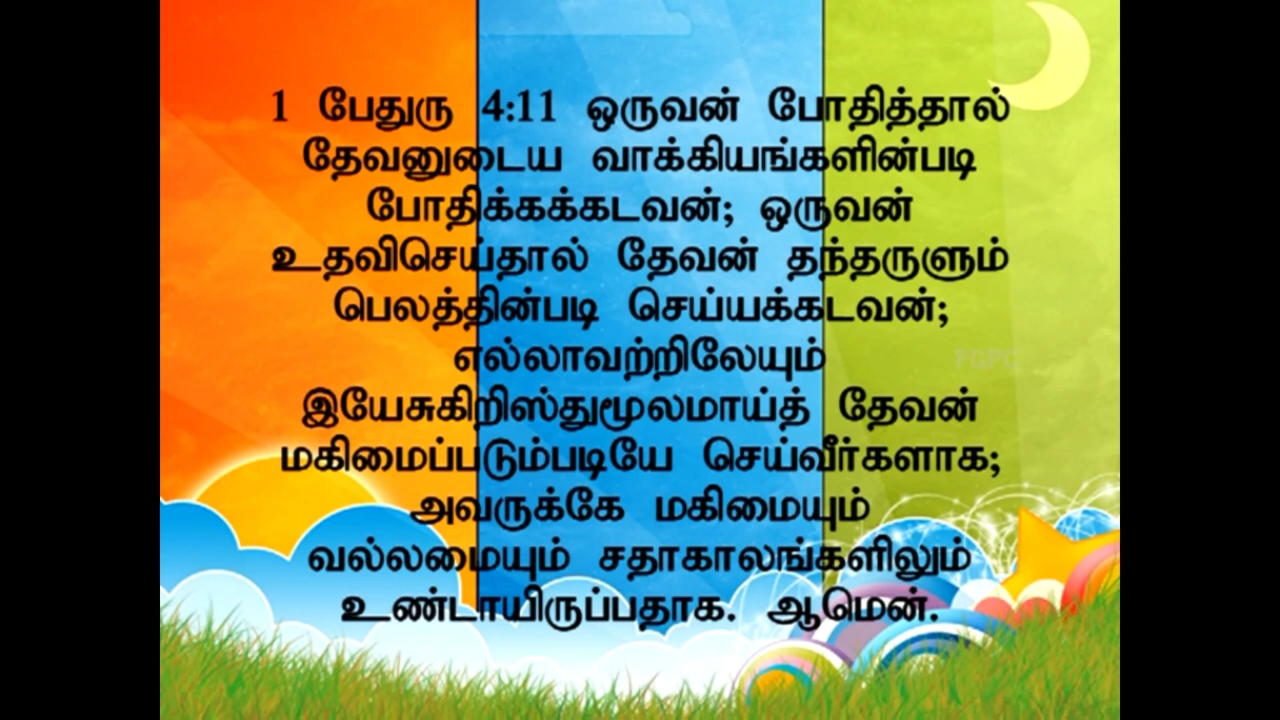 1 பேதுரு 4:11 ஒருவன் போதித்தால்
தேவனுடைய வாக்கியங்களின்படி
போதிக்கக்கடவன்; ஒருவன்
உதவிசெய்தால் தேவன் தந்தருளும்
பெலத்தின்படி செய்யக்கடவன்;
எல்லாவற்றிலேயும்
இயேசுகிறிஸ்துமூலமாய்த் தேவன்
மகிமைப்படும்படியே செய்வீர்களாக;
அவருக்கே மகிமையும்
வல்லமையும் சதாகாலங்களிலும்
உண்டாயிருப்பதாக. ஆமென்.
FGPC